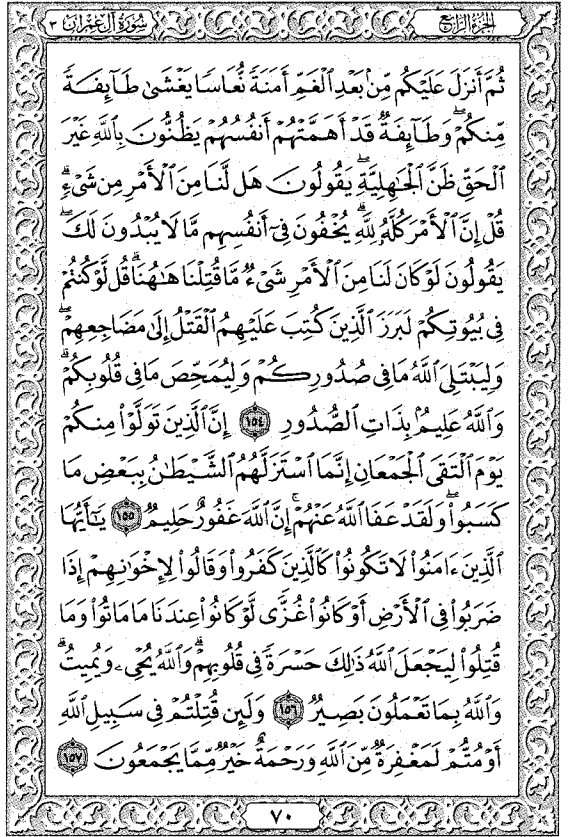 الجزء الرابع
سورة آل عمران ٣
ثُمَّ أَنزَلَ عَلَيْكُم مِّنۢ بَعْدِ ٱلْغَمِّ أَمَنَةً نُّعَاسًا يَغْشَىٰ طَآئِفَةً
مِّنكُمْ ۖ وَطَآئِفَةٌ قَدْ أَهَمَّتْهُمْ أَنفُسُهُمْ يَظُنُّونَ بِٱللَّهِ غَيْرَ
ٱلْحَقِّ ظَنَّ ٱلْجَٰهِلِيَّةِ ۖ يَقُولُونَ هَل لَّنَا مِنَ ٱلْأَمْرِ مِن شَىْءٍ ۗ
قُلْ إِنَّ ٱلْأَمْرَ كُلَّهُۥ لِلَّهِ ۗ يُخْفُونَ فِىٓ أَنفُسِهِم مَّا لَا يُبْدُونَ لَكَ ۖ
يَقُولُونَ لَوْ كَانَ لَنَا مِنَ ٱلْأَمْرِ شَىْءٌ مَّا قُتِلْنَا هَٰهُنَا ۗ قُل لَّوْ كُنتُمْ
فِى بُيُوتِكُمْ لَبَرَزَ ٱلَّذِينَ كُتِبَ عَلَيْهِمُ ٱلْقَتْلُ إِلَىٰ مَضَاجِعِهِمْ ۖ
وَلِيَبْتَلِىَ ٱللَّهُ مَا فِى صُدُورِكُمْ وَلِيُمَحِّصَ مَا فِى قُلُوبِكُمْ ۗ
وَٱللَّهُ عَلِيمٌۢ بِذَاتِ ٱلصُّدُورِ ١٥٤ إِنَّ ٱلَّذِينَ تَوَلَّوْا۟ مِنكُمْ
يَوْمَ ٱلْتَقَى ٱلْجَمْعَانِ إِنَّمَا ٱسْتَزَلَّهُمُ ٱلشَّيْطَٰنُ بِبَعْضِ مَا
كَسَبُوا۟ ۖ وَلَقَدْ عَفَا ٱللَّهُ عَنْهُمْ ۗ إِنَّ ٱللَّهَ غَفُورٌ حَلِيمٌ ١٥٥ يَٰٓأَيُّهَا
ٱلَّذِينَ ءَامَنُوا۟ لَا تَكُونُوا۟ كَٱلَّذِينَ كَفَرُوا۟ وَقَالُوا۟ لِإِخْوَٰنِهِمْ إِذَا
ضَرَبُوا۟ فِى ٱلْأَرْضِ أَوْ كَانُوا۟ غُزًّى لَّوْ كَانُوا۟ عِندَنَا مَا مَاتُوا۟ وَمَا
قُتِلُوا۟ لِيَجْعَلَ ٱللَّهُ ذَٰلِكَ حَسْرَةً فِى قُلُوبِهِمْ ۗ وَٱللَّهُ يُحْىِۦ وَيُمِيتُ ۗ
وَٱللَّهُ بِمَا تَعْمَلُونَ بَصِيرٌ ١٥٦ وَلَئِن قُتِلْتُمْ فِى سَبِيلِ ٱللَّهِ
أَوْ مُتُّمْ لَمَغْفِرَةٌ مِّنَ ٱللَّهِ وَرَحْمَةٌ خَيْرٌ مِّمَّا يَجْمَعُونَ ١٥٧
٧٠